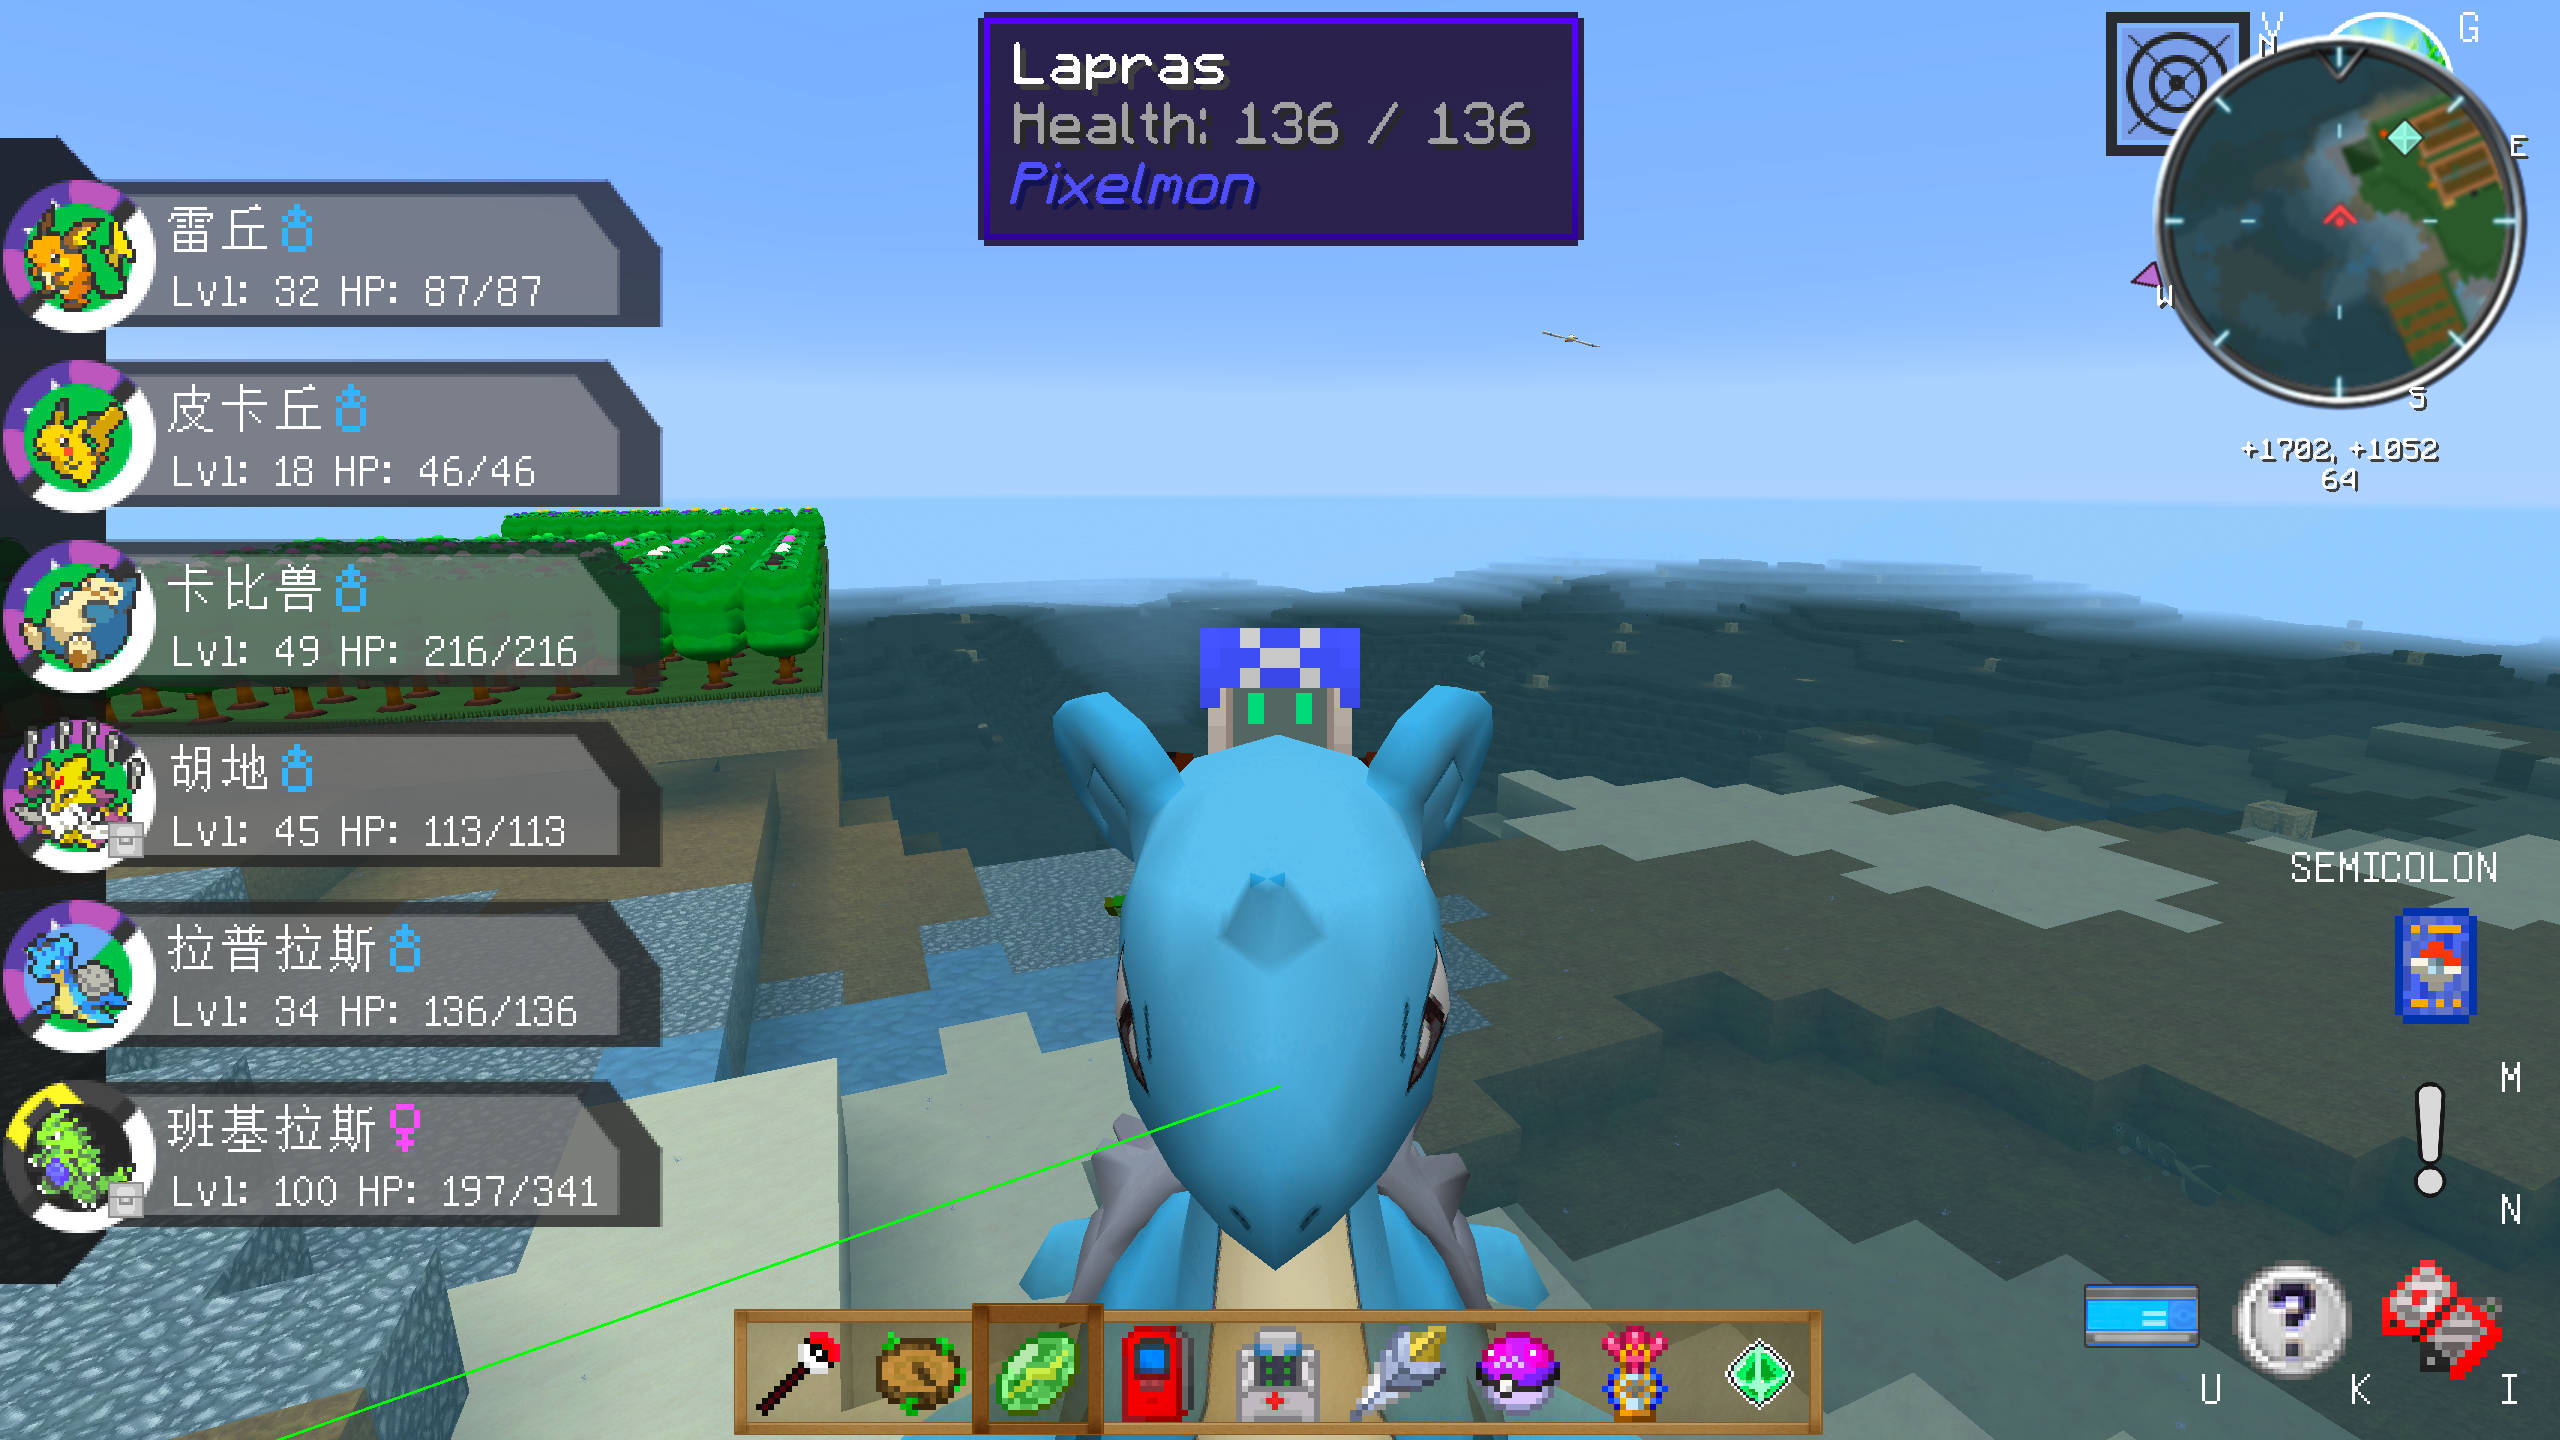 Lapras
Health: 136 / 136
Pixelmon
雷丘
Lvl: 32 HP: 87/87
皮卡丘
Lvl: 18 HP: 46/46
卡比兽
Lvl: 49 HP: 216/216
胡地
Lvl: 45 HP: 113/113
拉普拉斯
Lvl: 34 HP: 136/136
班基拉斯
Lvl: 100 HP: 197/341
V
G
N
E
W
S
+1702, +1052
64
SEMICOLON
M
N
U
K
I